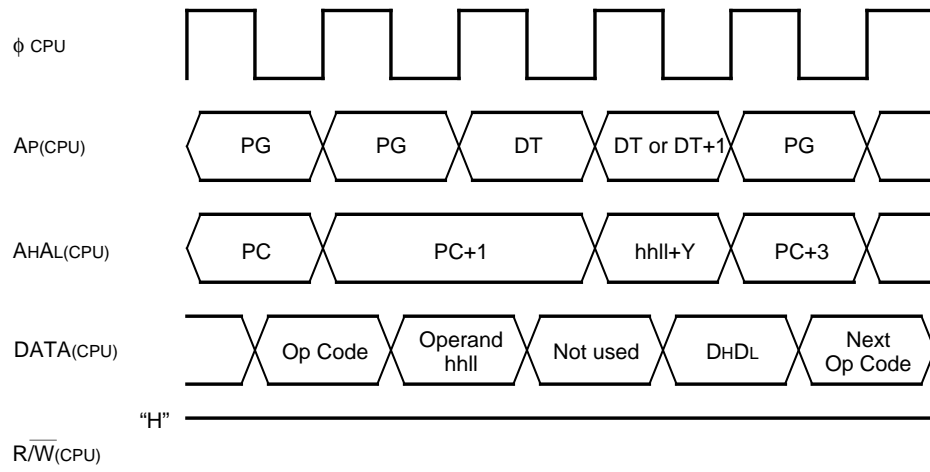 ϕ CPU
AP(CPU) PG PG DT DT or DT+1 PG
AHAL(CPU) PC PC+1 hhll+Y PC+3
DATA(CPU) Op Code Operand hhll Not used DHDL Next Op Code
“H”
R/W(CPU)